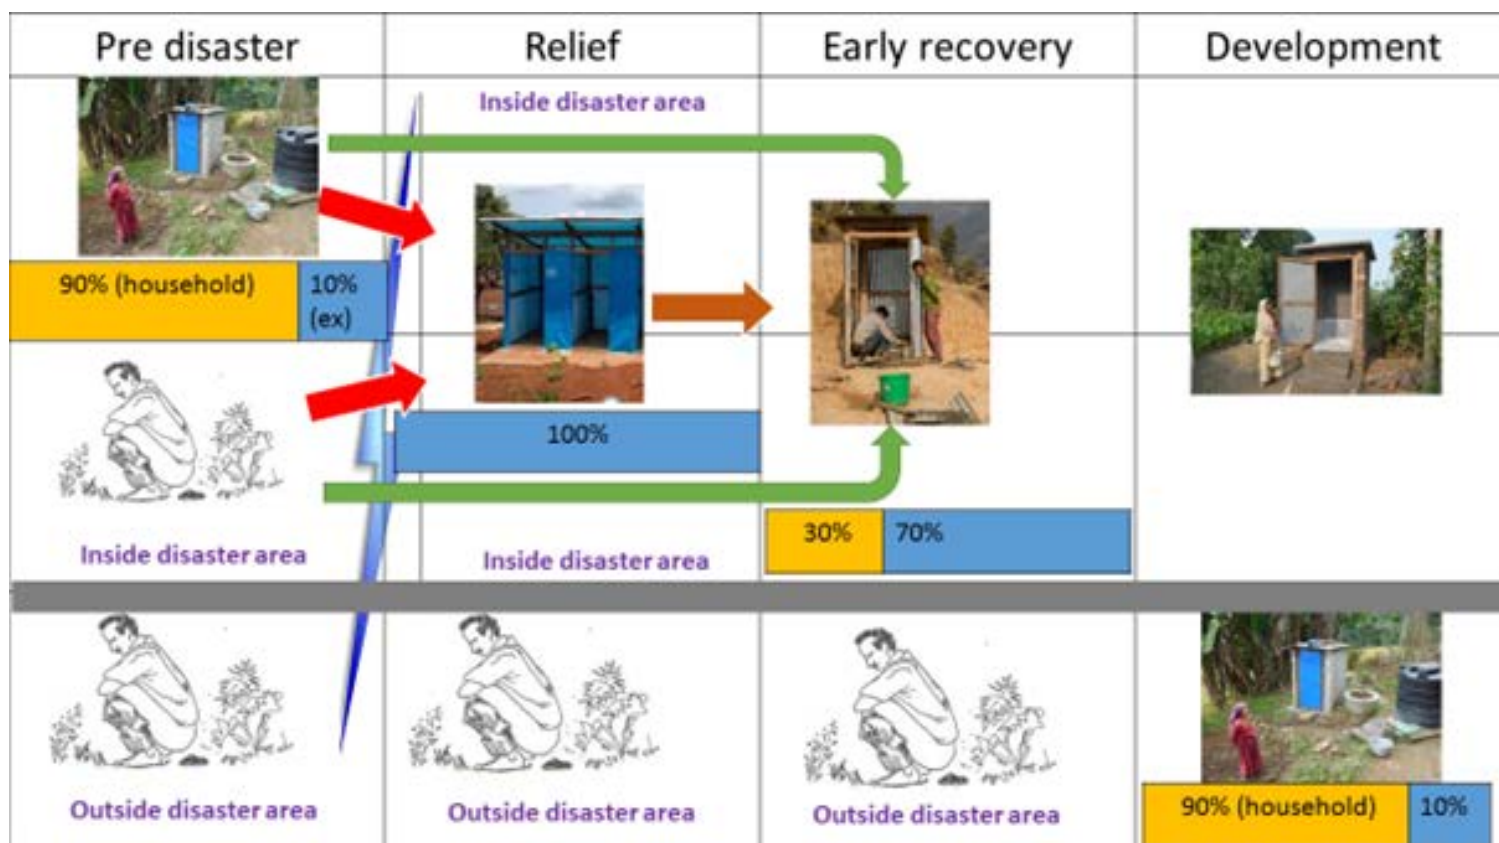 Pre disaster
Relief
Early recovery
Development
Inside disaster area
90% (household)
10%
(ex)
100%
Inside disaster area
Inside disaster area
30%
70%
Outside disaster area
Outside disaster area
Outside disaster area
90% (household)
10%